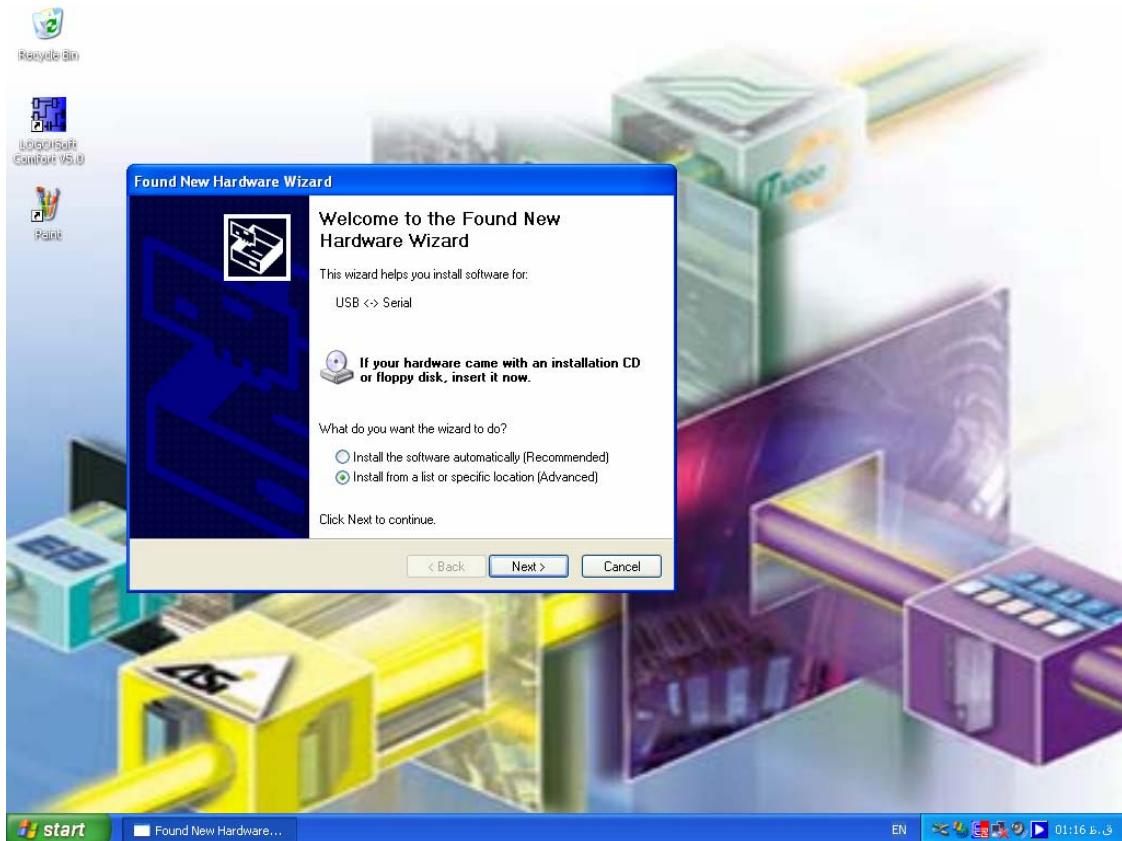 Recycle Bin
LOGO!Soft
Comfort V5.0
Paint
Found New Hardware Wizard
Welcome to the Found New
Hardware Wizard
This wizard helps you install software for:
USB <-> Serial
If your hardware came with an installation CD
or floppy disk, insert it now.
What do you want the wizard to do?
Install the software automatically (Recommended)
Install from a list or specific location (Advanced)
Click Next to continue.
< Back
Next >
Cancel
EIB
ASI
start
Found New Hardware...
EN
01:16 ق.ظ